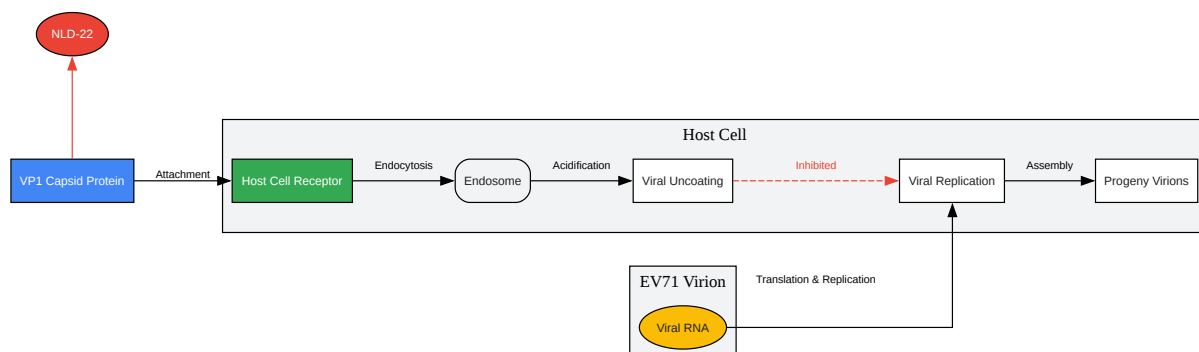 NLD-22
Host Cell
VP1 Capsid Protein
Attachment
Host Cell Receptor
Endocytosis
Endosome
Acidification
Viral Uncoating
Inhibited
Viral Replication
Assembly
Progeny Virions
EV71 Virion
Translation & Replication
Viral RNA